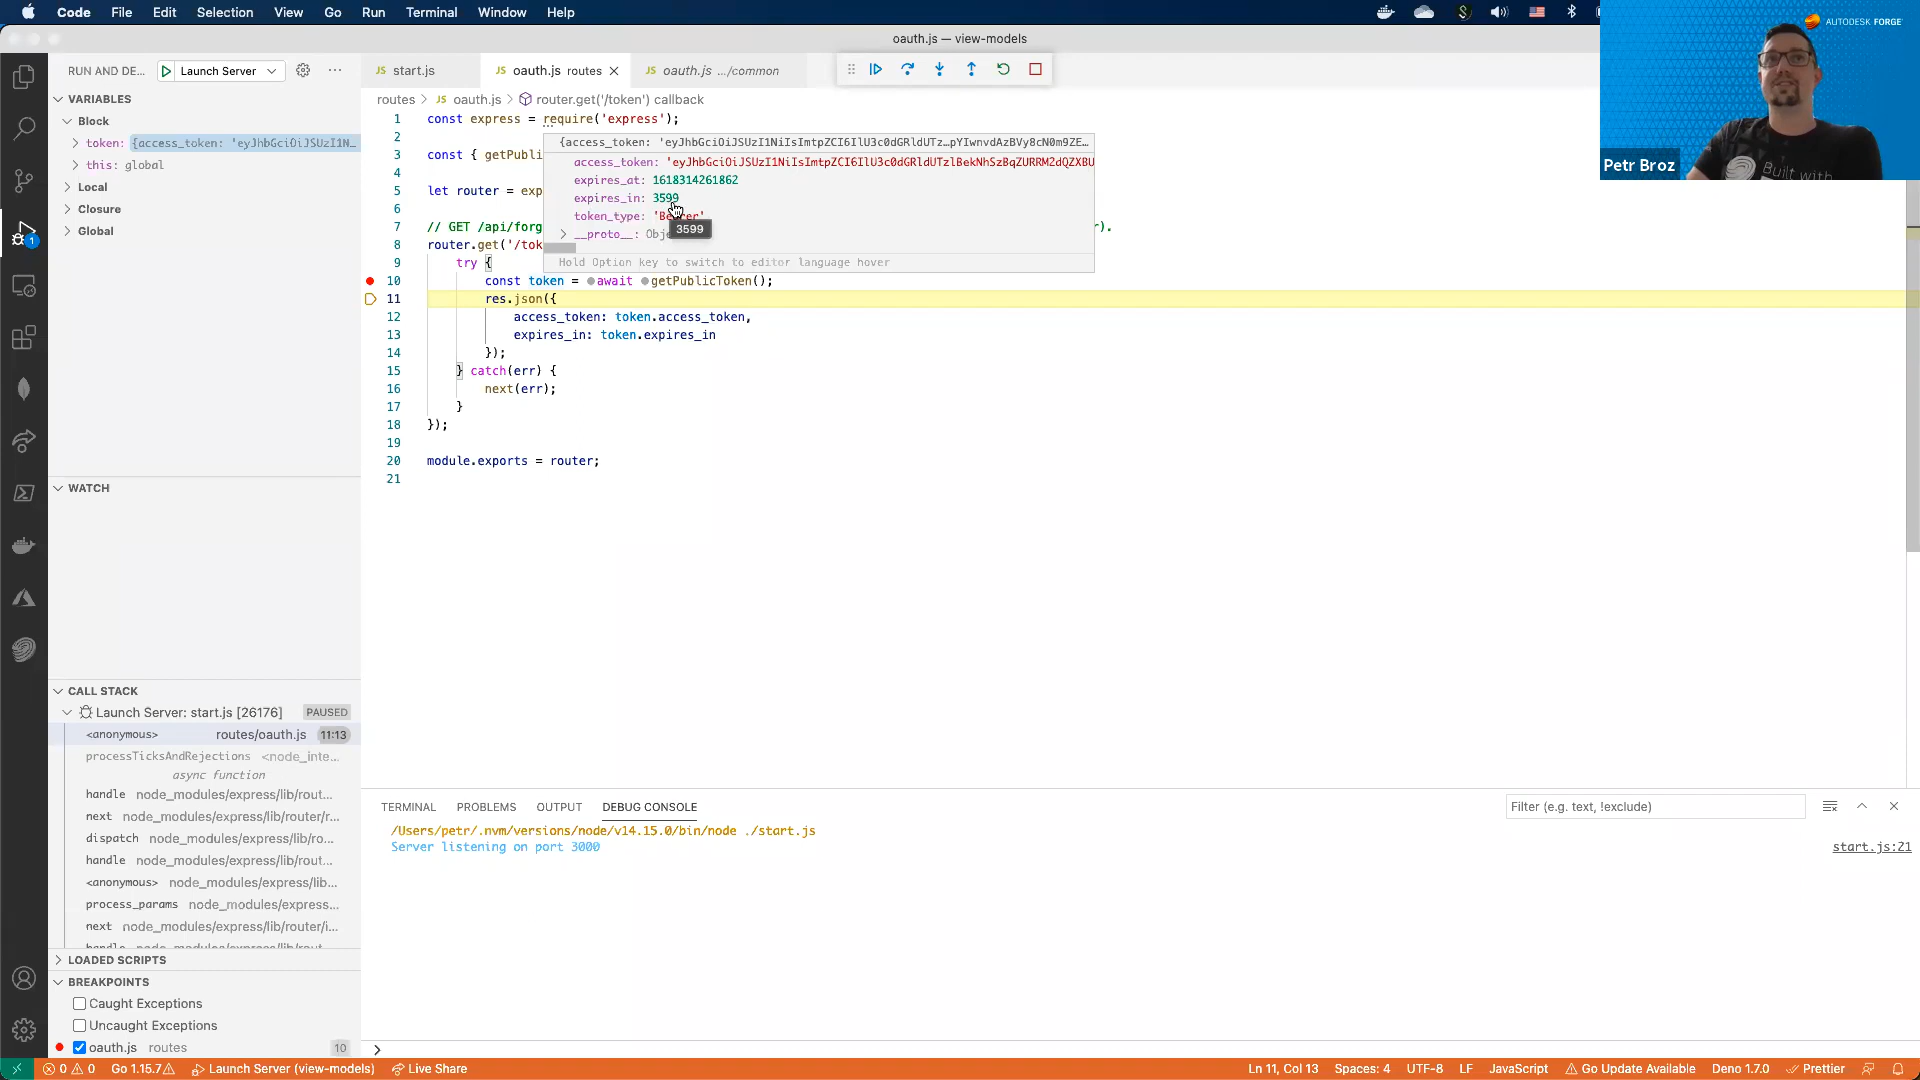 Code File Edit Selection View Go Run Terminal Window Help
AUTODESK FORGE
oauth.js — view-models
RUN AND DE... Launch Server
start.js
oauth.js routes
oauth.js .../common
VARIABLES
Block
token: {access_token: 'eyJhbGciOiJSUzI1N...
this: global
Local
Closure
Global
WATCH
CALL STACK
Launch Server: start.js [26176] PAUSED
<anonymous> routes/oauth.js 11:13
processTicksAndRejections <node_inte...
async function
handle node_modules/express/lib/rout...
next node_modules/express/lib/router/r...
dispatch node_modules/express/lib/ro...
handle node_modules/express/lib/rout...
<anonymous> node_modules/express/lib...
process_params node_modules/express...
next node_modules/express/lib/router/i...
handle node_modules/express/lib/rout
LOADED SCRIPTS
BREAKPOINTS
Caught Exceptions
Uncaught Exceptions
oauth.js routes 10
routes > oauth.js > router.get('/token') callback
1 const express = require('express');
2
3 const { getPubli
4
5 let router = exp
6
7 // GET /api/forg r).
8 router.get('/tok
9 try {
10 const token = await getPublicToken();
11 res.json({
12 access_token: token.access_token,
13 expires_in: token.expires_in
14 });
15 } catch(err) {
16 next(err);
17 }
18 });
19
20 module.exports = router;
21
{access_token: 'eyJhbGciOiJSUzI1NiIsImtpZCI6IlU3c0dGRldUTz…pYIwnvdAzBVy8cN0m9ZE…
access_token: 'eyJhbGciOiJSUzI1NiIsImtpZCI6IlU3c0dGRldUTzlBekNhSzBqZURRM2dQZXBU
expires_at: 1618314261862
expires_in: 3599
token_type: 'Bearer'
__proto__: Obj
3599
Hold Option key to switch to editor language hover
Petr Broz
Built with
TERMINAL PROBLEMS OUTPUT DEBUG CONSOLE
Filter (e.g. text, !exclude)
/Users/petr/.nvm/versions/node/v14.15.0/bin/node ./start.js
Server listening on port 3000
start.js:21
1
0 0 Go 1.15.7 Launch Server (view-models) Live Share
Ln 11, Col 13 Spaces: 4 UTF-8 LF JavaScript Go Update Available Deno 1.7.0 Prettier